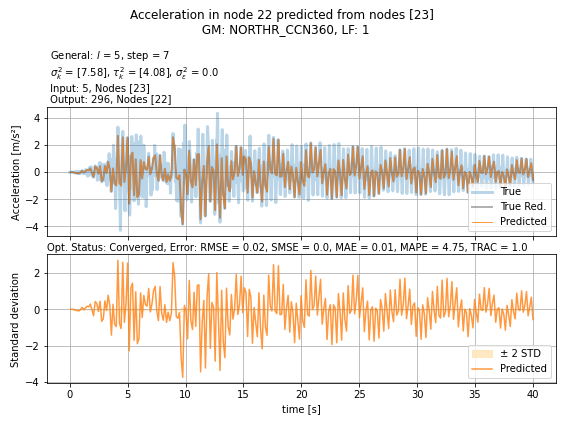 Acceleration in node 22 predicted from nodes [23]
GM: NORTHR_CCN360, LF: 1
General: l = 5, step = 7
σ²ₖ = [7.58], τ²ₖ = [4.08], σ²ε = 0.0
Input: 5, Nodes [23]
Output: 296, Nodes [22]
Acceleration [m/s²]
4
2
0
−2
−4
True
True Red.
Predicted
Opt. Status: Converged, Error: RMSE = 0.02, SMSE = 0.0, MAE = 0.01, MAPE = 4.75, TRAC = 1.0
Standard deviation
2
0
−2
−4
± 2 STD
Predicted
0 5 10 15 20 25 30 35 40
time [s]